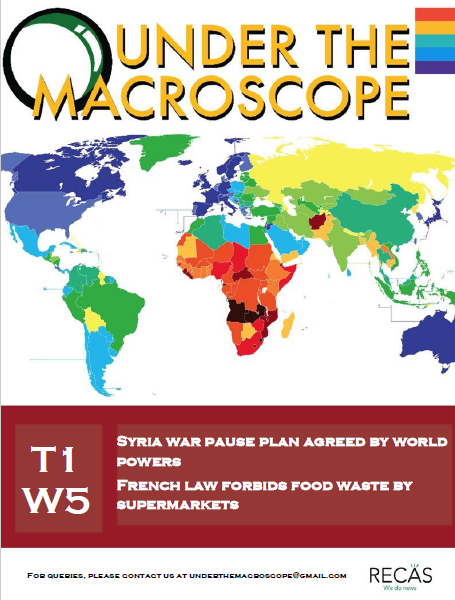 UNDER THE
MACROSCOPE
T1
W5
SYRIA WAR PAUSE PLAN AGREED BY WORLD
POWERS
FRENCH LAW FORBIDS FOOD WASTE BY
SUPERMARKETS
FOR QUERIES, PLEASE CONTACT US AT UNDERTHEMACROSCOPE@GMAIL.COM
RECÁS
We do news